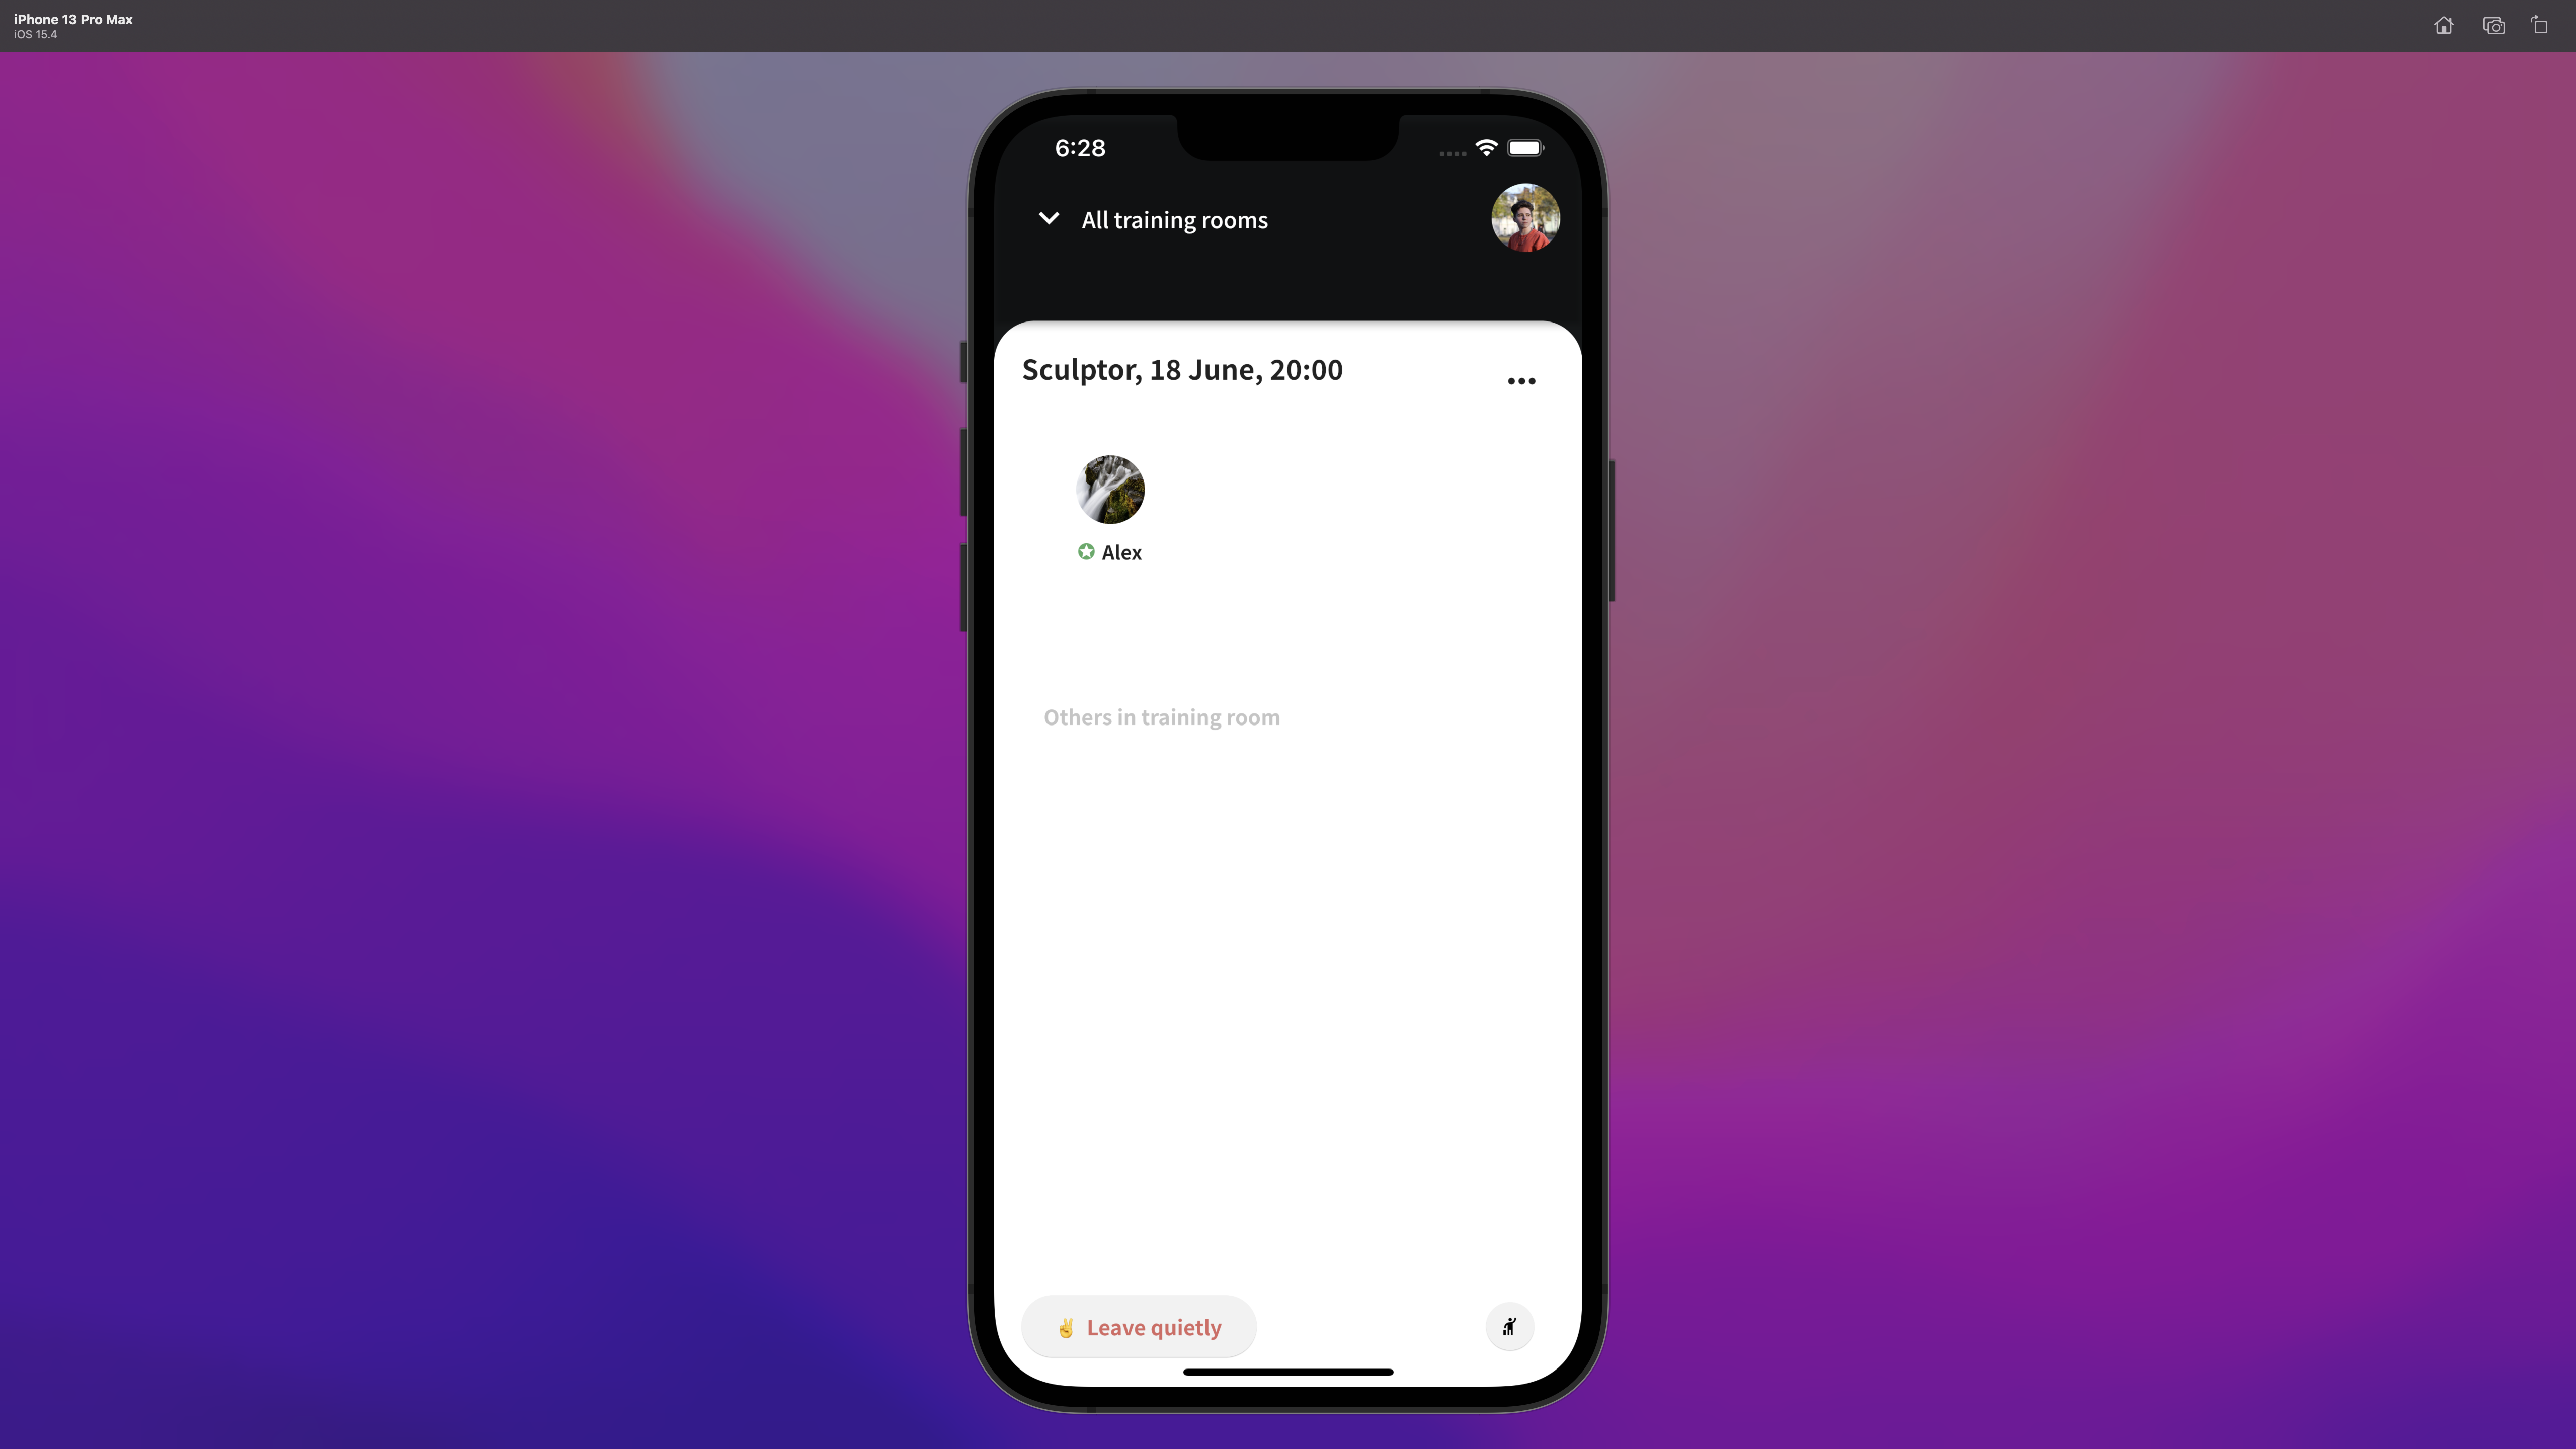 iPhone 13 Pro Max
iOS 15.4
6:28
All training rooms
Sculptor, 18 June, 20:00
Alex
Others in training room
✌️ Leave quietly